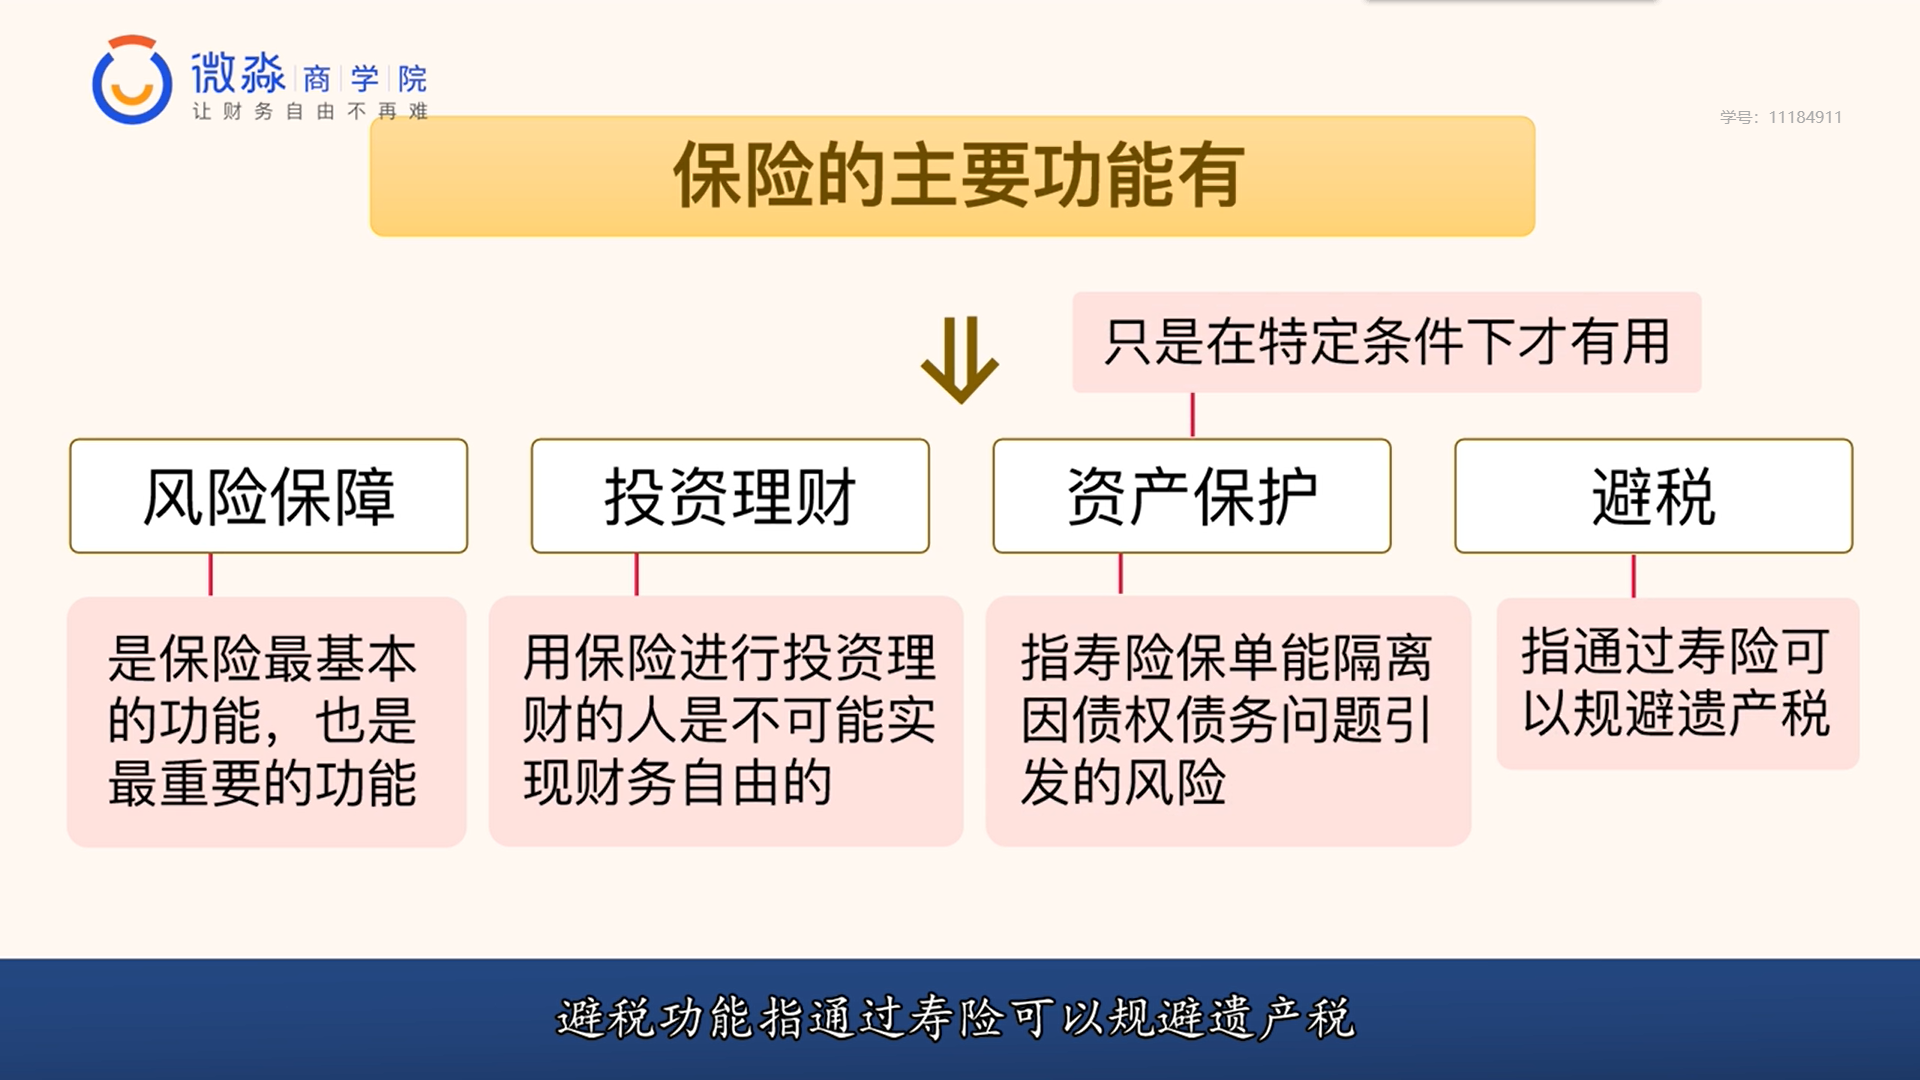 微淼商学院
让财务自由不再难
学号：11184911
保险的主要功能有
只是在特定条件下才有用
风险保障
投资理财
资产保护
避税
是保险最基本
的功能，也是
最重要的功能
用保险进行投资理
财的人是不可能实
现财务自由的
指寿险保单能隔离
因债权债务问题引
发的风险
指通过寿险可
以规避遗产税
避税功能指通过寿险可以规避遗产税